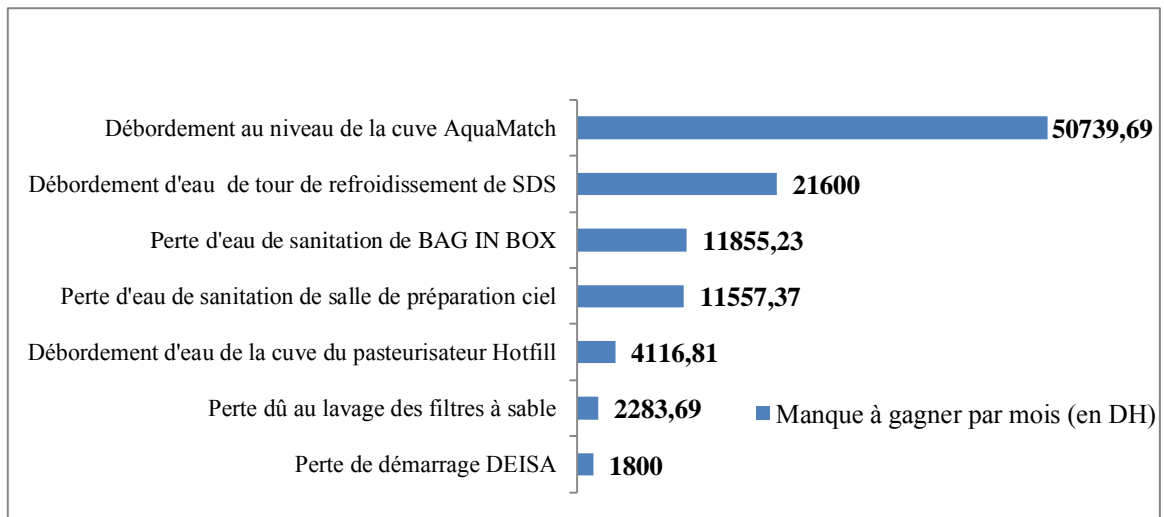 Débordement au niveau de la cuve AquaMatch 50739,69
Débordement d'eau de tour de refroidissement de SDS 21600
Perte d'eau de sanitation de BAG IN BOX 11855,23
Perte d'eau de sanitation de salle de préparation ciel 11557,37
Débordement d'eau de la cuve du pasteurisateur Hotfill 4116,81
Perte dû au lavage des filtres à sable 2283,69
Manque à gagner par mois (en DH)
Perte de démarrage DEISA 1800